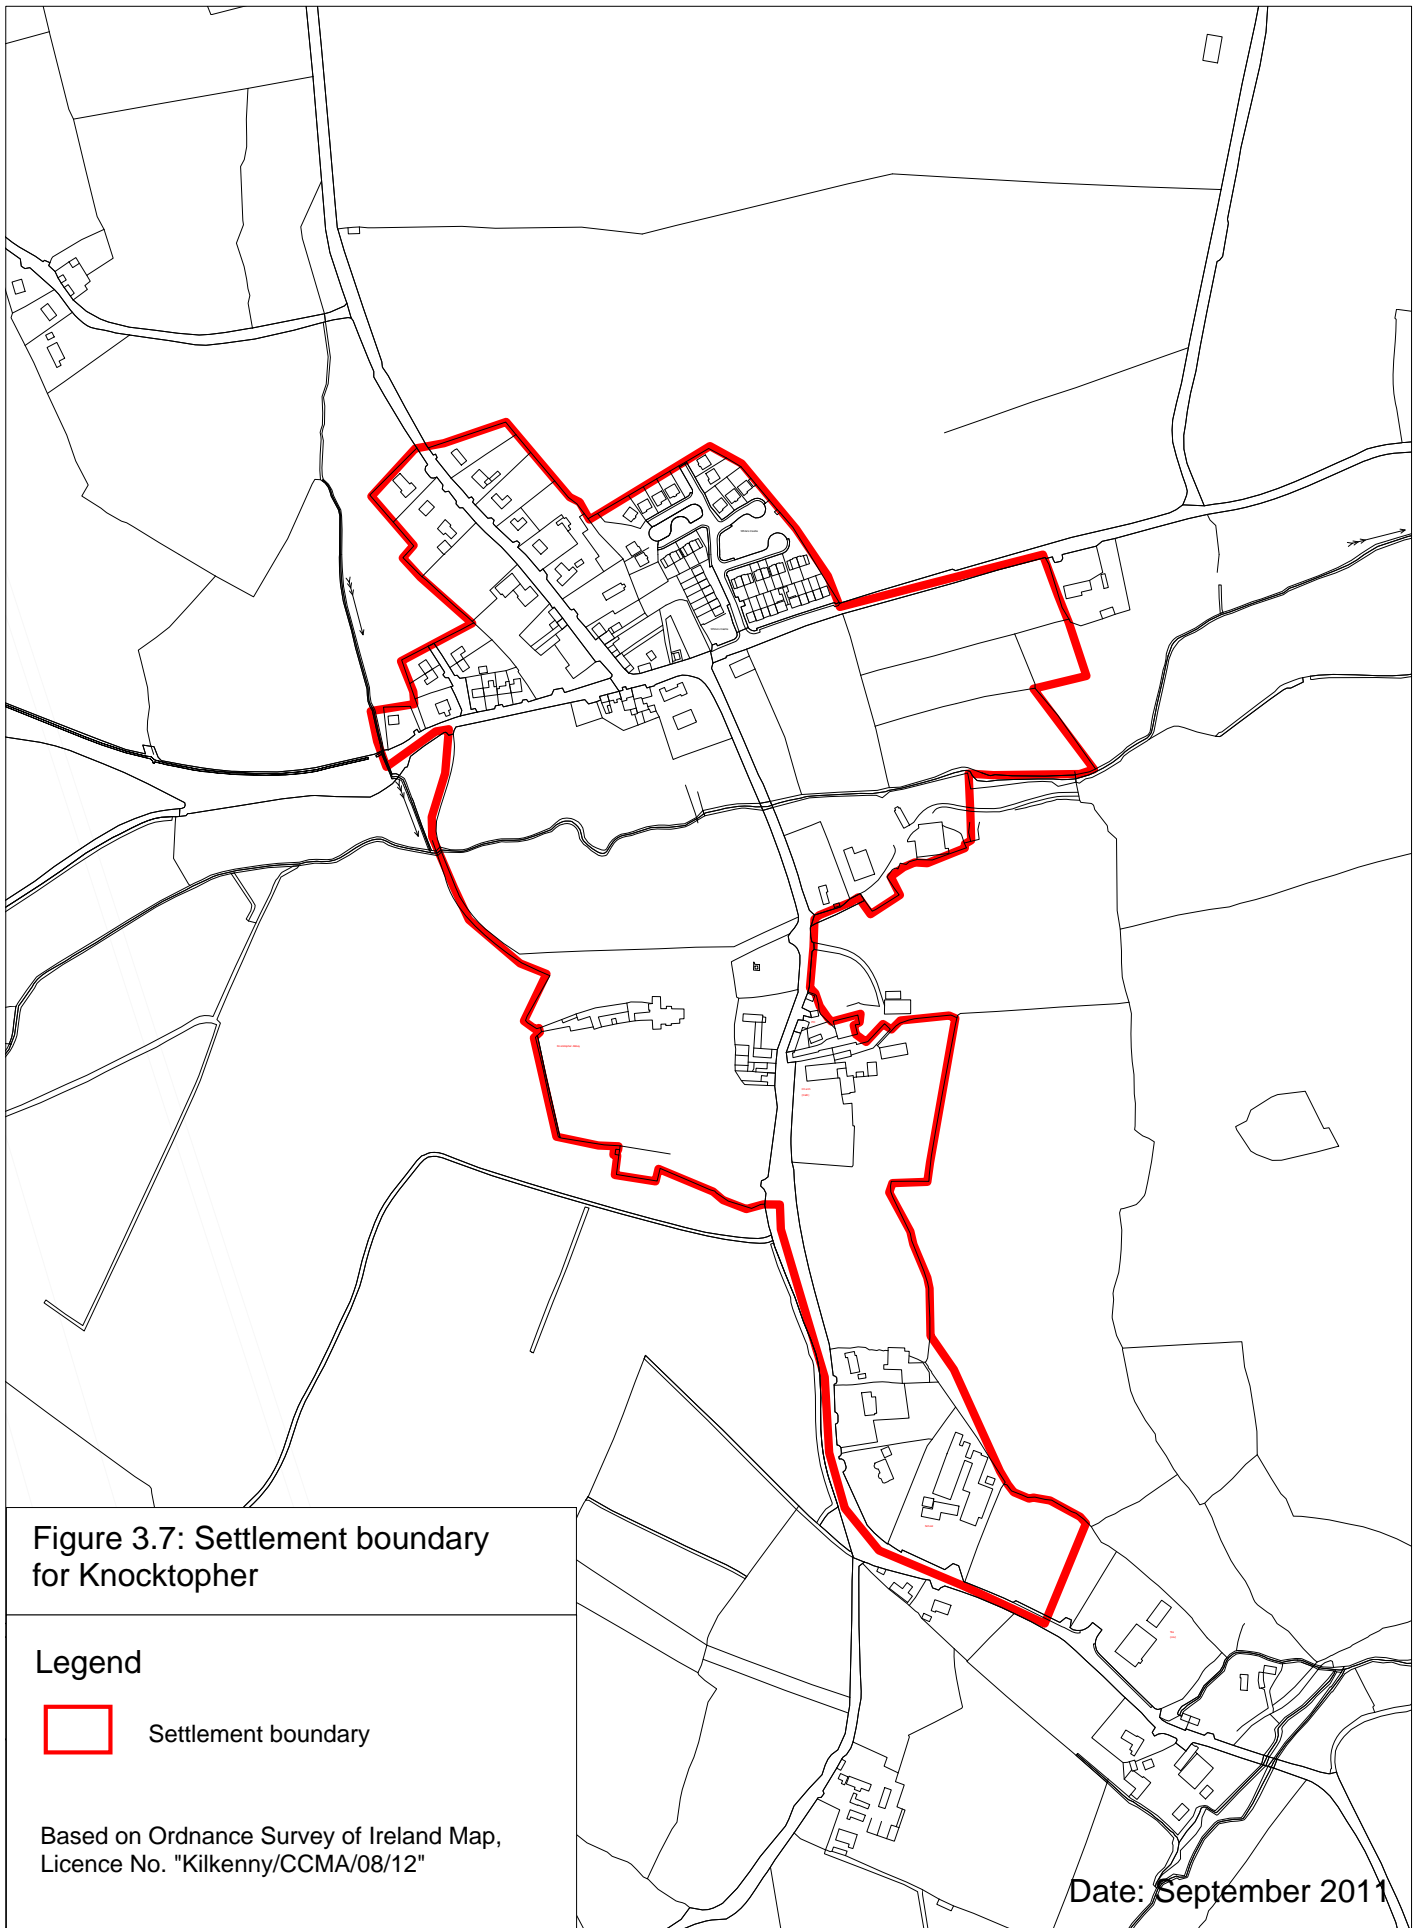 Figure 3.7: Settlement boundary
for Knocktopher
Legend
Settlement boundary
Based on Ordnance Survey of Ireland Map,
Licence No. "Kilkenny/CCMA/08/12"
Date: September 2011